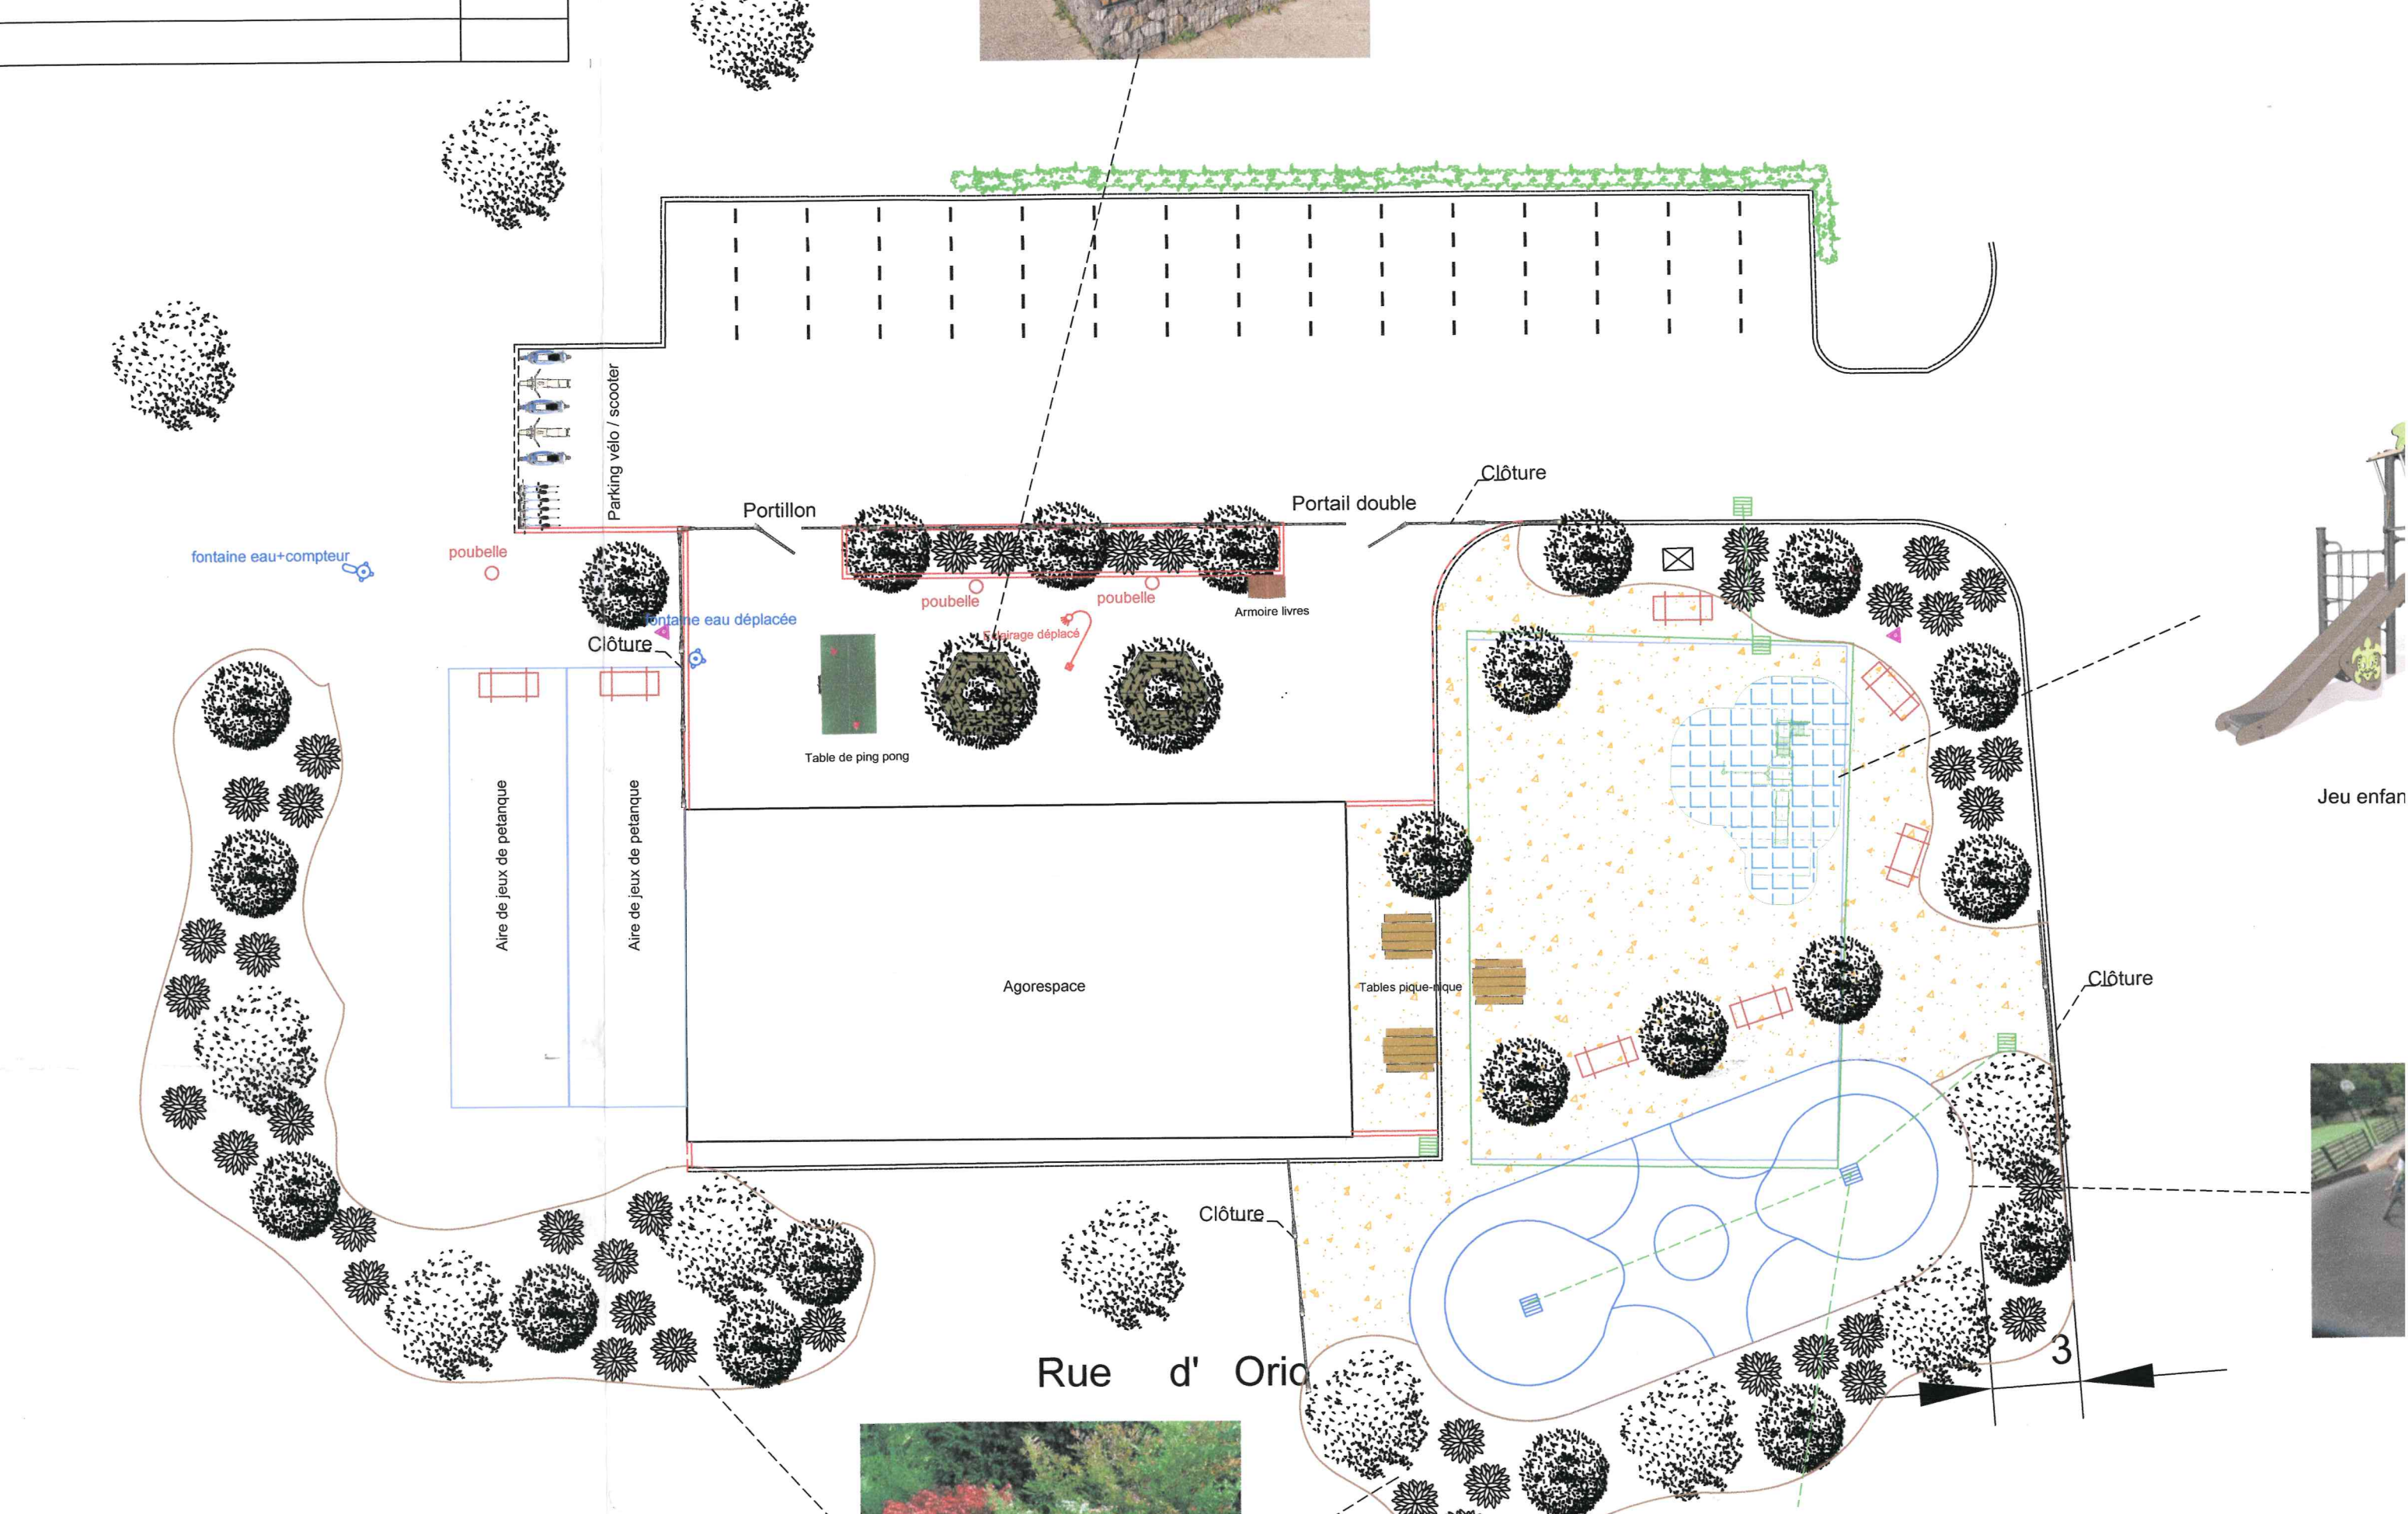 Parking vélo / scooter
Clôture
Portillon
Portail double
fontaine eau+compteur
poubelle
poubelle
poubelle
Armoire livres
fontaine eau déplacée
Eclairage déplacé
Clôture
Table de ping pong
Jeu enfan
Aire de jeux de petanque
Aire de jeux de petanque
Agorespace
Tables pique-nique
Clôture
Clôture
3
Rue d' Orio